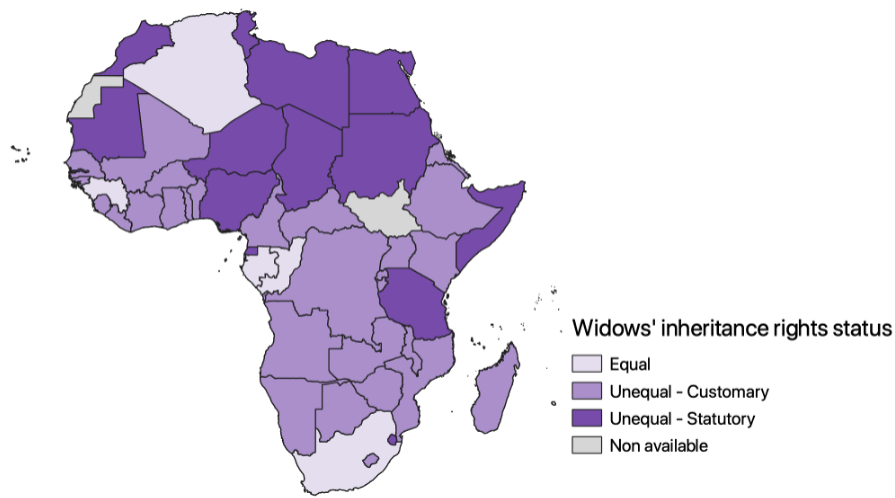 Widows' inheritance rights status
Equal
Unequal - Customary
Unequal - Statutory
Non available